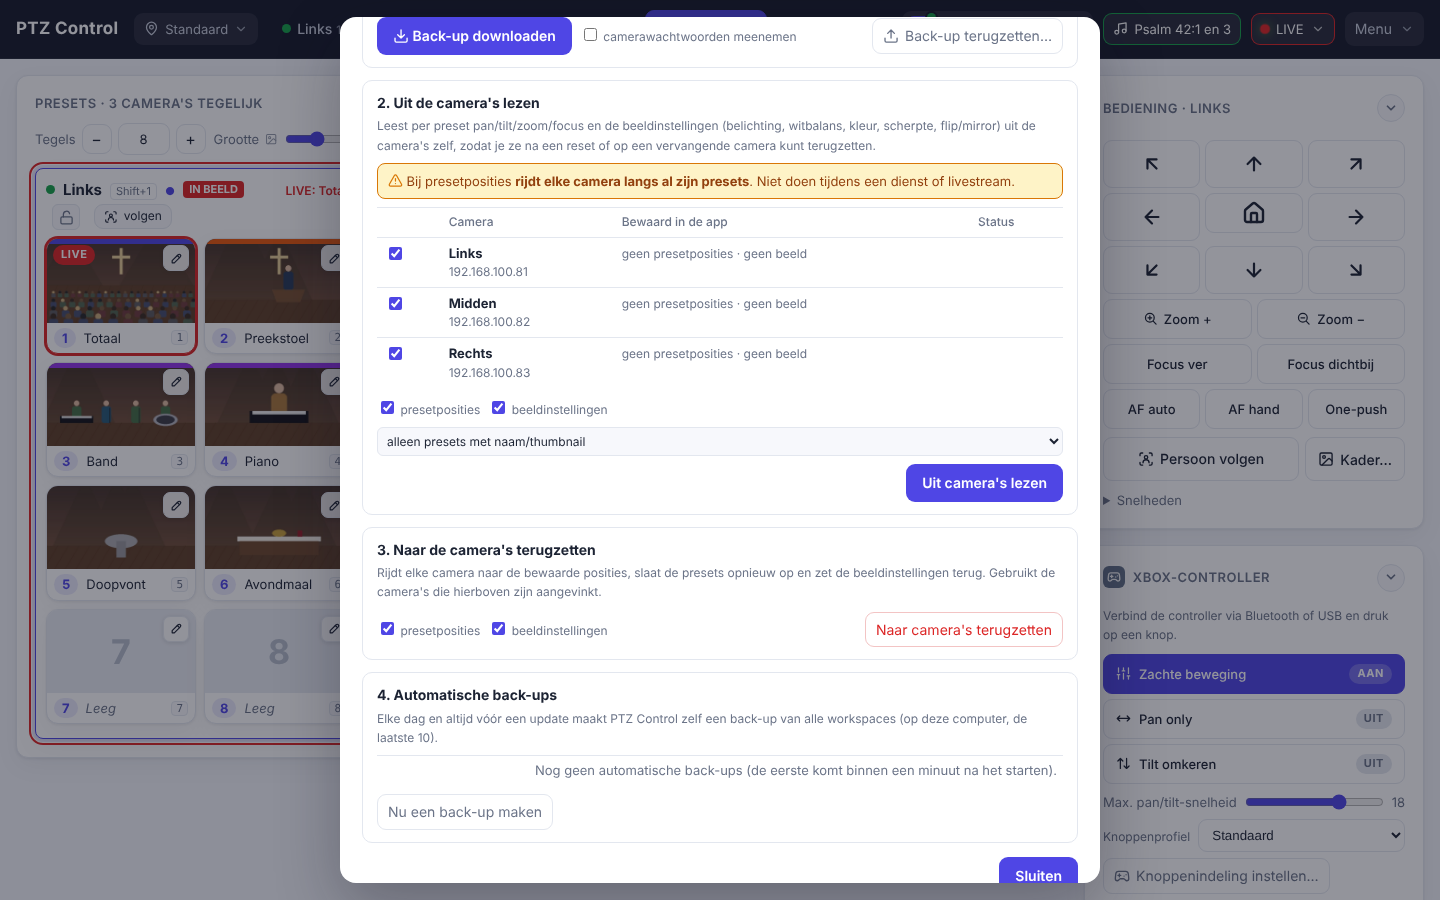 PTZ Control
Standaard
Links
Psalm 42:1 en 3
LIVE
Menu
PRESETS · 3 CAMERA'S TEGELIJK
Tegels
−
8
+
Grootte
Links
Shift+1
IN BEELD
LIVE:
volgen
LIVE
1
Totaal
1
2
Preekstoel
2
3
Band
3
4
Piano
4
5
Doopvont
5
6
Avondmaal
6
7
8
7
Leeg
7
8
Leeg
8
Back-up downloaden
camerawachtwoorden meenemen
Back-up terugzetten...
2. Uit de camera's lezen
Leest per preset pan/tilt/zoom/focus en de beeldinstellingen (belichting, witbalans, kleur, scherpte, flip/mirror) uit de
camera's zelf, zodat je ze na een reset of op een vervangende camera kunt terugzetten.
Bij presetposities rijdt elke camera langs al zijn presets. Niet doen tijdens een dienst of livestream.
Camera
Bewaard in de app
Status
Links
geen presetposities · geen beeld
192.168.100.81
Midden
geen presetposities · geen beeld
192.168.100.82
Rechts
geen presetposities · geen beeld
192.168.100.83
presetposities
beeldinstellingen
alleen presets met naam/thumbnail
Uit camera's lezen
3. Naar de camera's terugzetten
Rijdt elke camera naar de bewaarde posities, slaat de presets opnieuw op en zet de beeldinstellingen terug. Gebruikt de
camera's die hierboven zijn aangevinkt.
presetposities
beeldinstellingen
Naar camera's terugzetten
4. Automatische back-ups
Elke dag en altijd vóór een update maakt PTZ Control zelf een back-up van alle workspaces (op deze computer, de
laatste 10).
Nog geen automatische back-ups (de eerste komt binnen een minuut na het starten).
Nu een back-up maken
Sluiten
BEDIENING · LINKS
Zoom +
Zoom −
Focus ver
Focus dichtbij
AF auto
AF hand
One-push
Persoon volgen
Kader...
Snelheden
XBOX-CONTROLLER
Verbind de controller via Bluetooth of USB en druk
op een knop.
Zachte beweging
AAN
Pan only
UIT
Tilt omkeren
UIT
Max. pan/tilt-snelheid
18
Knoppenprofiel
Standaard
Knoppenindeling instellen...